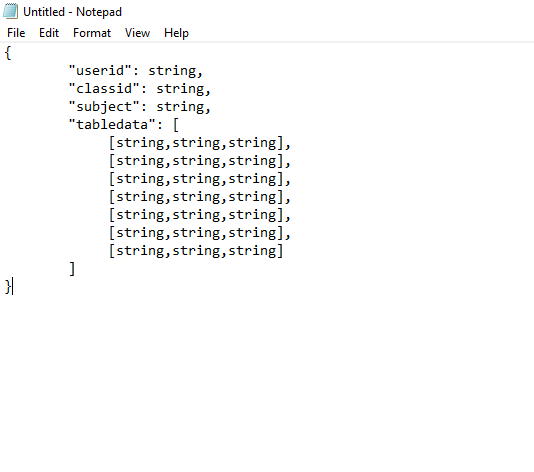 Untitled - Notepad
File Edit Format View Help
{
        "userid": string,
        "classid": string,
        "subject": string,
        "tabledata": [
             [string,string,string],
             [string,string,string],
             [string,string,string],
             [string,string,string],
             [string,string,string],
             [string,string,string],
             [string,string,string]
        ]
}